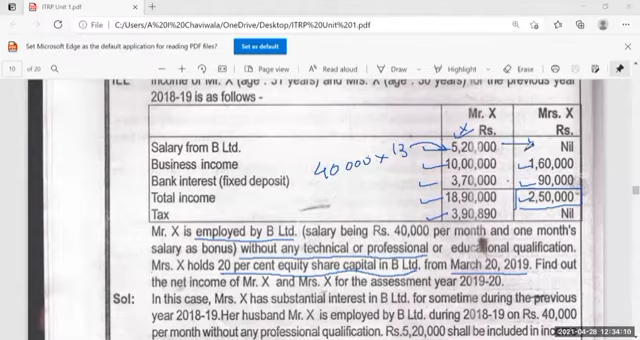 ITRP Unit 1.pdf
File | C:/Users/A%20I%20Chaviwala/OneDrive/Desktop/ITRP%20Unit%201.pdf
Set Microsoft Edge as the default application for reading PDF files? Set as default
10 of 20 Page view Read aloud Draw Highlight Erase
ILL Income of Mr. X (age : 31 years) and Mrs. X (age : 30 years) for the previous year
2018-19 is as follows -
Mr. X Mrs. X
Rs. Rs.
Salary from B Ltd. 40000 x 13 5,20,000 Nil
Business income 10,00,000 1,60,000
Bank interest (fixed deposit) 3,70,000 90,000
Total income 18,90,000 2,50,000
Tax 3,90,890 Nil
Mr. X is employed by B Ltd. (salary being Rs. 40,000 per month and one month's
salary as bonus) without any technical or professional or educational qualification.
Mrs. X holds 20 per cent equity share capital in B Ltd. from March 20, 2019. Find out
the net income of Mr. X and Mrs. X for the assessment year 2019-20.
Sol: In this case, Mrs. X has substantial interest in B Ltd. for sometime during the previous
year 2018-19.Her husband Mr. X is employed by B Ltd. during 2018-19 on Rs. 40,000
per month without any professional qualification. Rs.5,20,000 shall be included in
2021-04-28 12:34:10